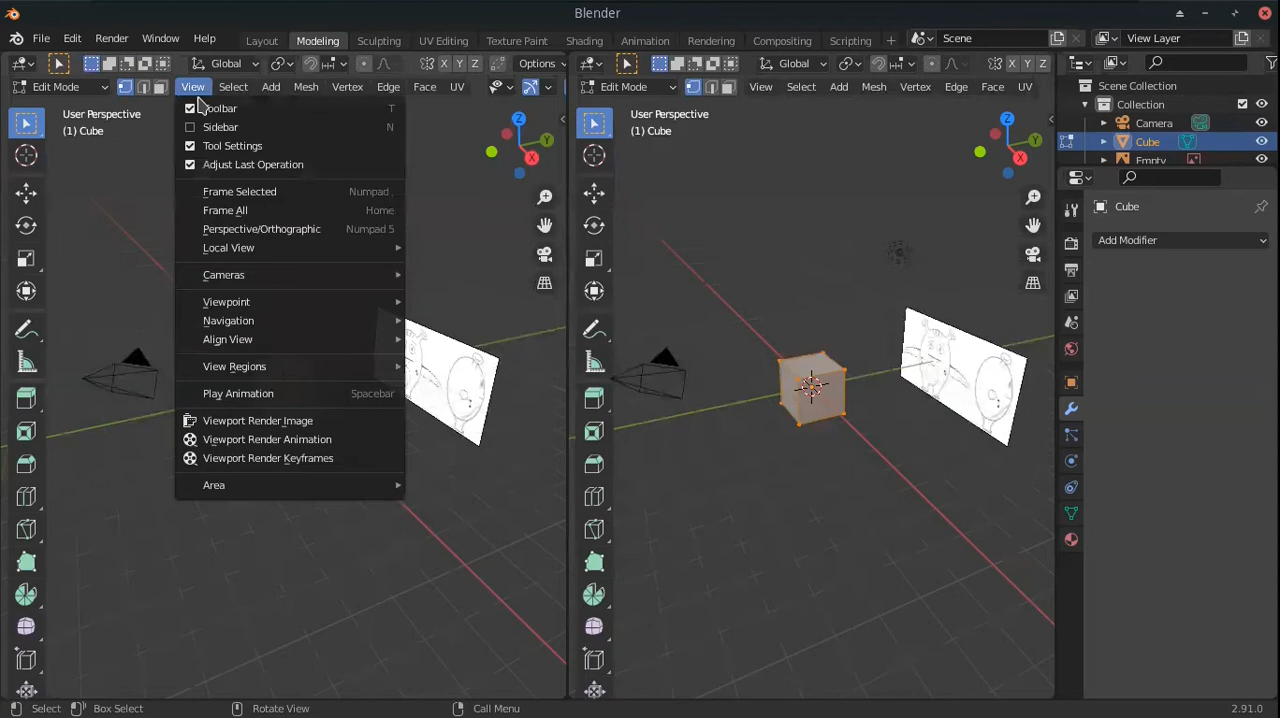 Blender
File Edit Render Window Help Layout Modeling Sculpting UV Editing Texture Paint Shading Animation Rendering Compositing Scripting + Scene View Layer
Global Options Global
Edit Mode View Select Add Mesh Vertex Edge Face UV Edit Mode View Select Add Mesh Vertex Edge Face UV
Scene Collection
Collection
Camera
Cube
Empty
User Perspective
(1) Cube
Z
Y
X
Toolbar T
Sidebar N
Tool Settings
Adjust Last Operation
Frame Selected Numpad .
Frame All Home
Perspective/Orthographic Numpad 5
Local View
Cameras
Viewpoint
Navigation
Align View
View Regions
Play Animation Spacebar
Viewport Render Image
Viewport Render Animation
Viewport Render Keyframes
Area
User Perspective
(1) Cube
X Y Z
Z
Y
X
Cube
Add Modifier
Select Box Select Rotate View Call Menu 2.91.0